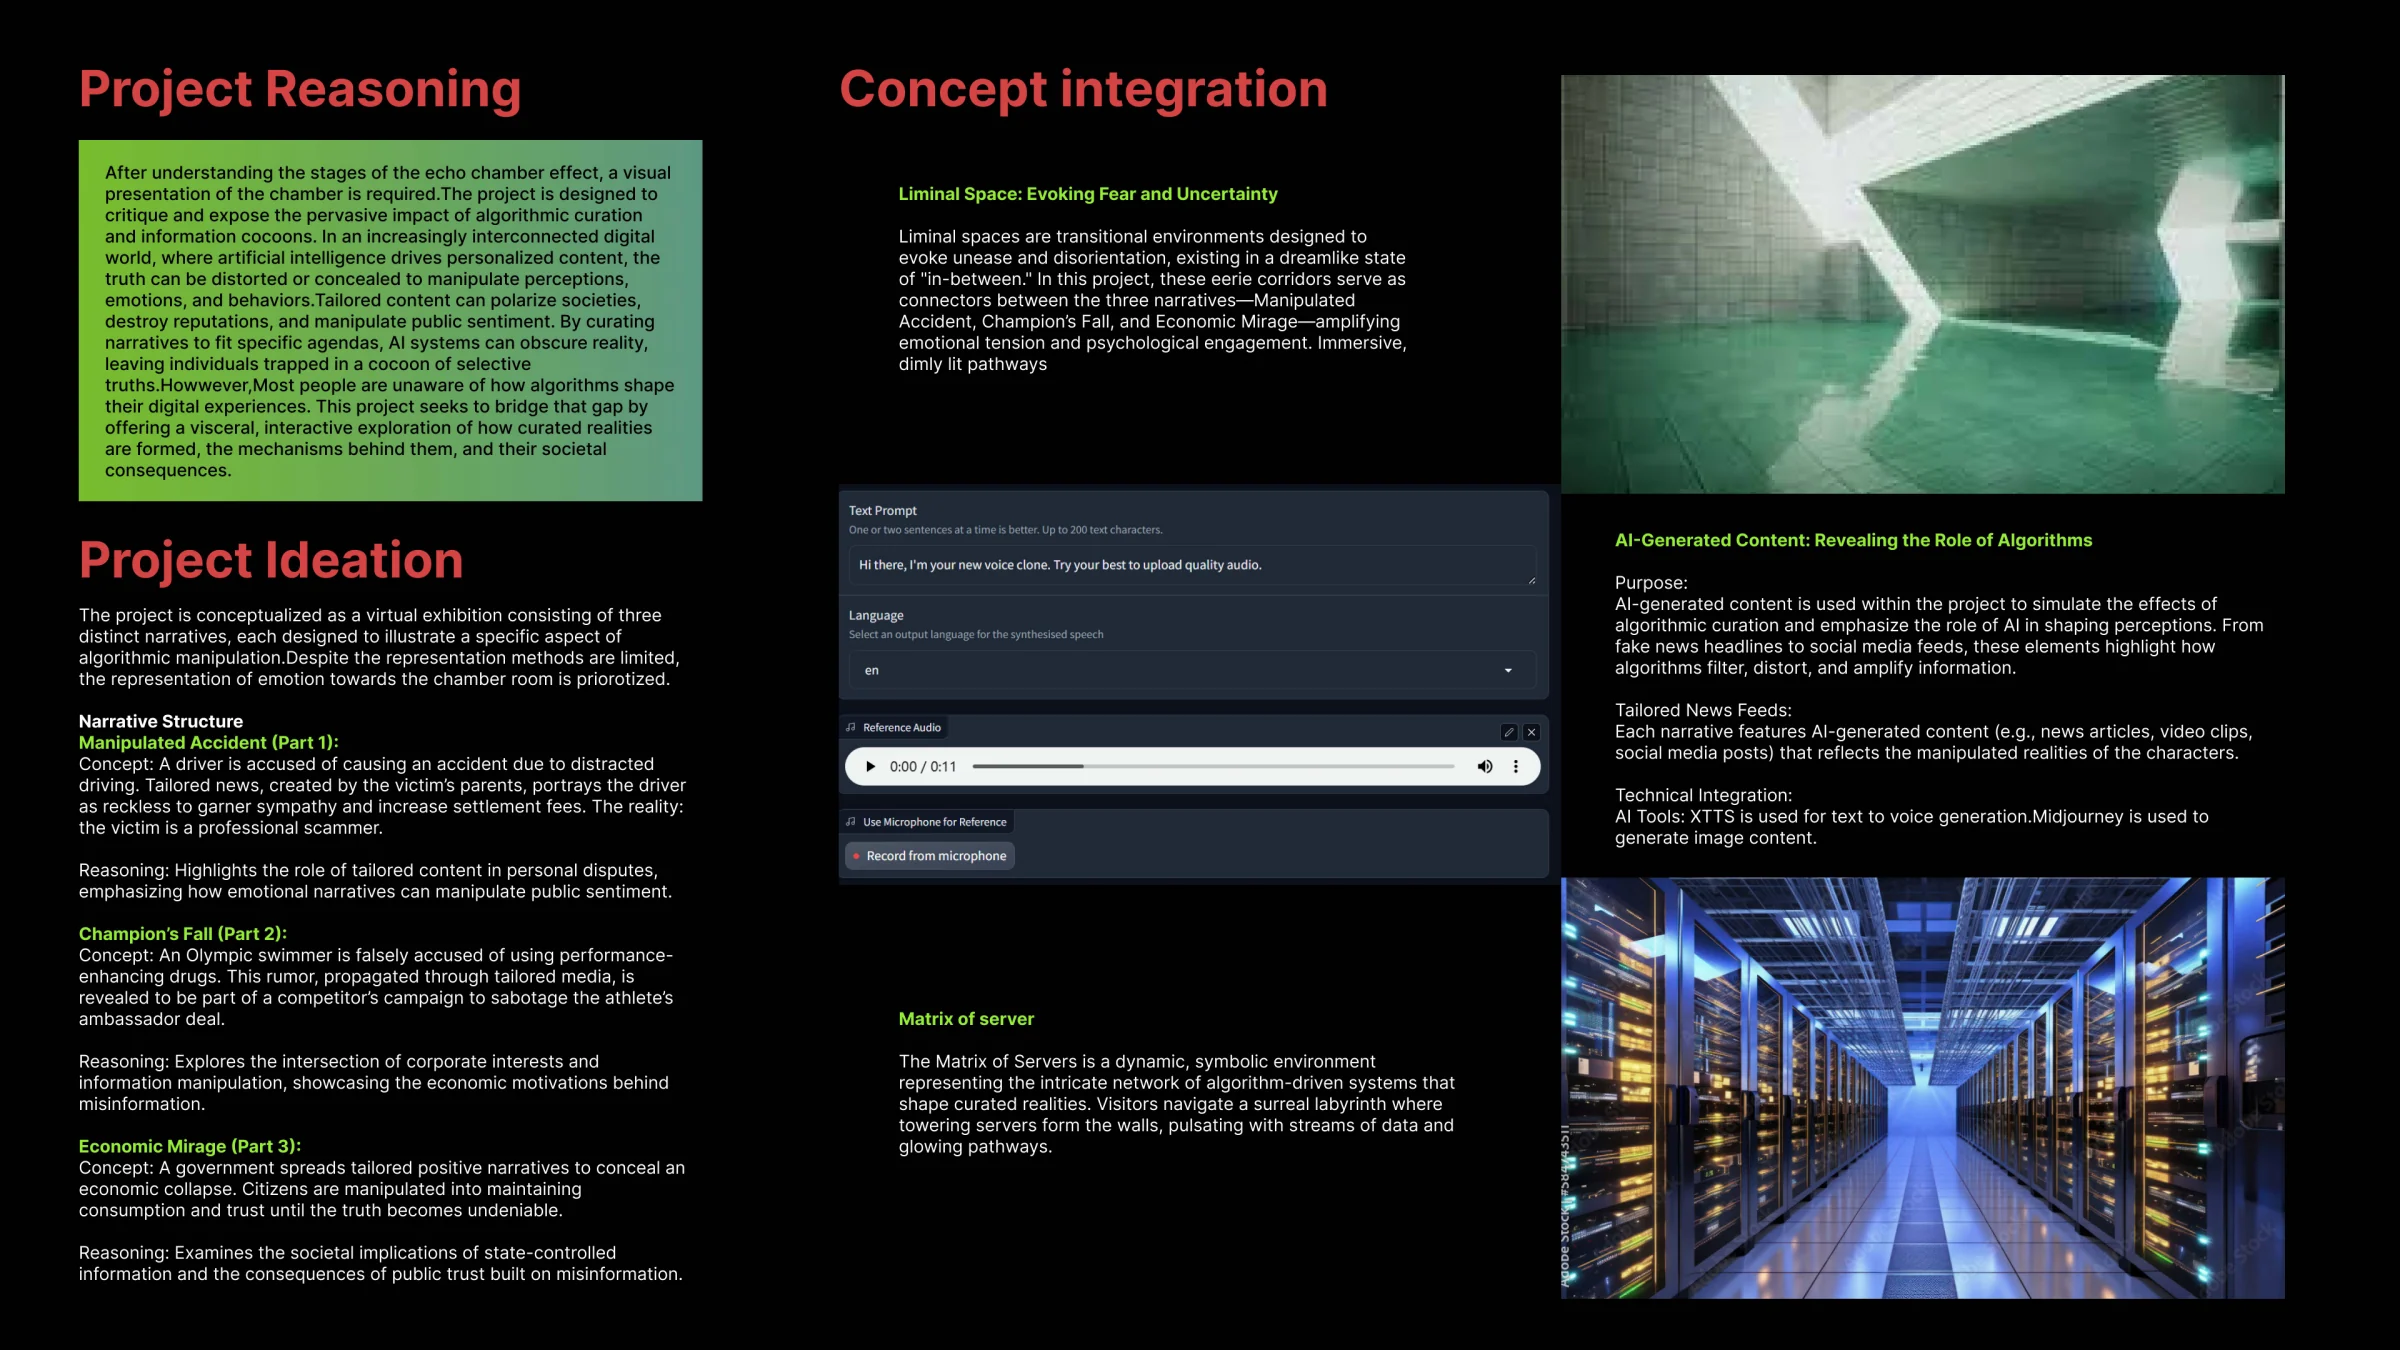 Project Reasoning
After understanding the stages of the echo chamber effect, a visual
presentation of the chamber is required.The project is designed to
critique and expose the pervasive impact of algorithmic curation
and information cocoons. In an increasingly interconnected digital
world, where artificial intelligence drives personalized content, the
truth can be distorted or concealed to manipulate perceptions,
emotions, and behaviors.Tailored content can polarize societies,
destroy reputations, and manipulate public sentiment. By curating
narratives to fit specific agendas, AI systems can obscure reality,
leaving individuals trapped in a cocoon of selective
truths.Howwever,Most people are unaware of how algorithms shape
their digital experiences. This project seeks to bridge that gap by
offering a visceral, interactive exploration of how curated realities
are formed, the mechanisms behind them, and their societal
consequences.
Project Ideation
The project is conceptualized as a virtual exhibition consisting of three
distinct narratives, each designed to illustrate a specific aspect of
algorithmic manipulation.Despite the representation methods are limited,
the representation of emotion towards the chamber room is priorotized.
Narrative Structure
Manipulated Accident (Part 1):
Concept: A driver is accused of causing an accident due to distracted
driving. Tailored news, created by the victim's parents, portrays the driver
as reckless to garner sympathy and increase settlement fees. The reality:
the victim is a professional scammer.
Reasoning: Highlights the role of tailored content in personal disputes,
emphasizing how emotional narratives can manipulate public sentiment.
Champion's Fall (Part 2):
Concept: An Olympic swimmer is falsely accused of using performance-
enhancing drugs. This rumor, propagated through tailored media, is
revealed to be part of a competitor's campaign to sabotage the athlete's
ambassador deal.
Reasoning: Explores the intersection of corporate interests and
information manipulation, showcasing the economic motivations behind
misinformation.
Economic Mirage (Part 3):
Concept: A government spreads tailored positive narratives to conceal an
economic collapse. Citizens are manipulated into maintaining
consumption and trust until the truth becomes undeniable.
Reasoning: Examines the societal implications of state-controlled
information and the consequences of public trust built on misinformation.
Concept integration
Liminal Space: Evoking Fear and Uncertainty
Liminal spaces are transitional environments designed to
evoke unease and disorientation, existing in a dreamlike state
of "in-between." In this project, these eerie corridors serve as
connectors between the three narratives—Manipulated
Accident, Champion's Fall, and Economic Mirage—amplifying
emotional tension and psychological engagement. Immersive,
dimly lit pathways
Text Prompt
One or two sentences at a time is better. Up to 200 text characters.
Hi there, I'm your new voice clone. Try your best to upload quality audio.
Language
Select an output language for the synthesised speech
en
Reference Audio
0:00 / 0:11
Use Microphone for Reference
Record from microphone
Matrix of server
The Matrix of Servers is a dynamic, symbolic environment
representing the intricate network of algorithm-driven systems that
shape curated realities. Visitors navigate a surreal labyrinth where
towering servers form the walls, pulsating with streams of data and
glowing pathways.
AI-Generated Content: Revealing the Role of Algorithms
Purpose:
AI-generated content is used within the project to simulate the effects of
algorithmic curation and emphasize the role of AI in shaping perceptions. From
fake news headlines to social media feeds, these elements highlight how
algorithms filter, distort, and amplify information.
Tailored News Feeds:
Each narrative features AI-generated content (e.g., news articles, video clips,
social media posts) that reflects the manipulated realities of the characters.
Technical Integration:
AI Tools: XTTS is used for text to voice generation.Midjourney is used to
generate image content.
Adobe Stock